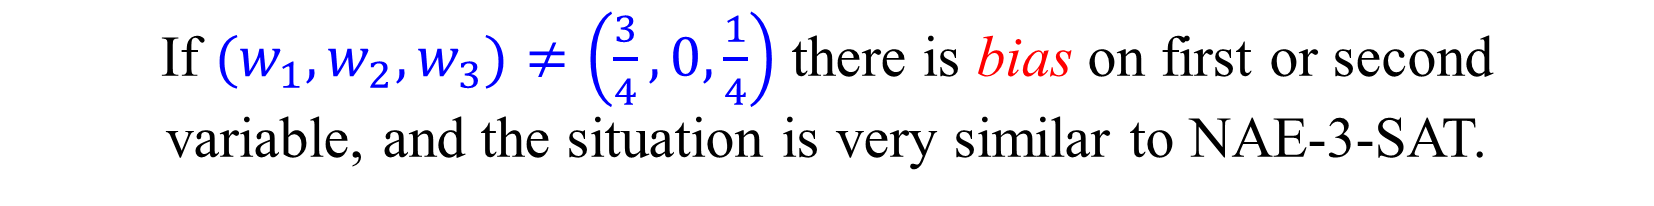 If (w₁, w₂, w₃) ≠ (3/4, 0, 1/4) there is bias on first or second
variable, and the situation is very similar to NAE-3-SAT.